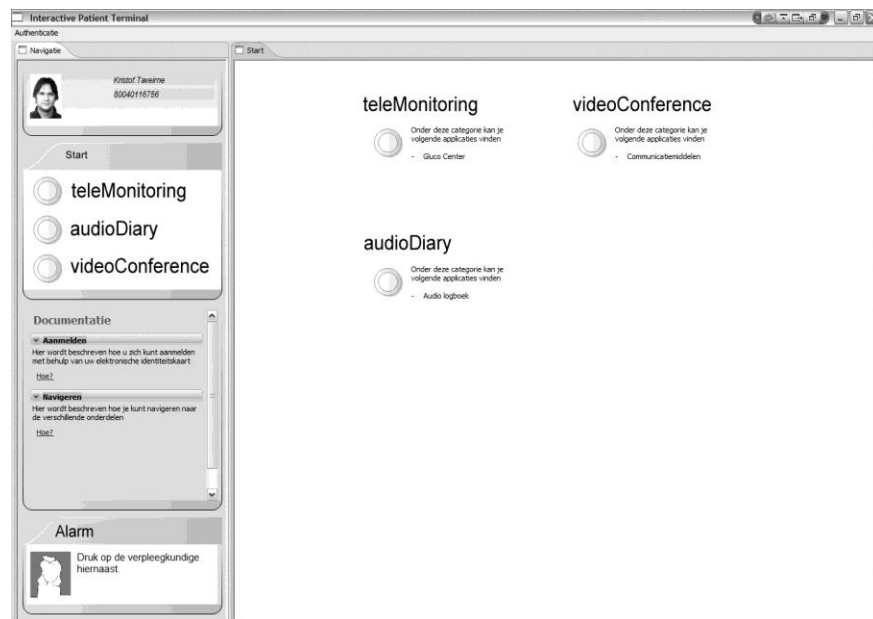 Interactive Patient Terminal
Authenticatie
Navigatie
Start
Kristof.Taverne
80040116756
Start
teleMonitoring
audioDiary
videoConference
Documentatie
Aanmelden
Hier wordt beschreven hoe u zich kunt aanmelden
met behulp van uw elektronische identiteitskaart
Hoe?
Navigeren
Hier wordt beschreven hoe je kunt navigeren naar
de verschillende onderdelen
Hoe?
Alarm
Druk op de verpleegkundige
hiernaast.
teleMonitoring
Onder deze categorie kan je
volgende applicaties vinden
- Gluco Center
videoConference
Onder deze categorie kan je
volgende applicaties vinden
- Communicatiemiddelen
audioDiary
Onder deze categorie kan je
volgende applicaties vinden
- Audio logboek